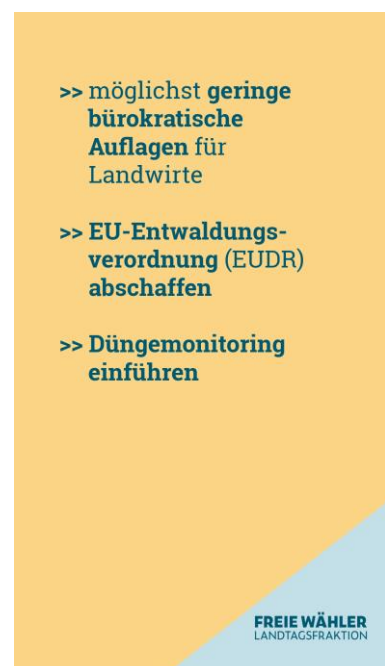 >> möglichst geringe
bürokratische
Auflagen für
Landwirte
>> EU-Entwaldungs-
verordnung (EUDR)
abschaffen
>> Düngemonitoring
einführen
FREIE WÄHLER
LANDTAGSFRAKTION